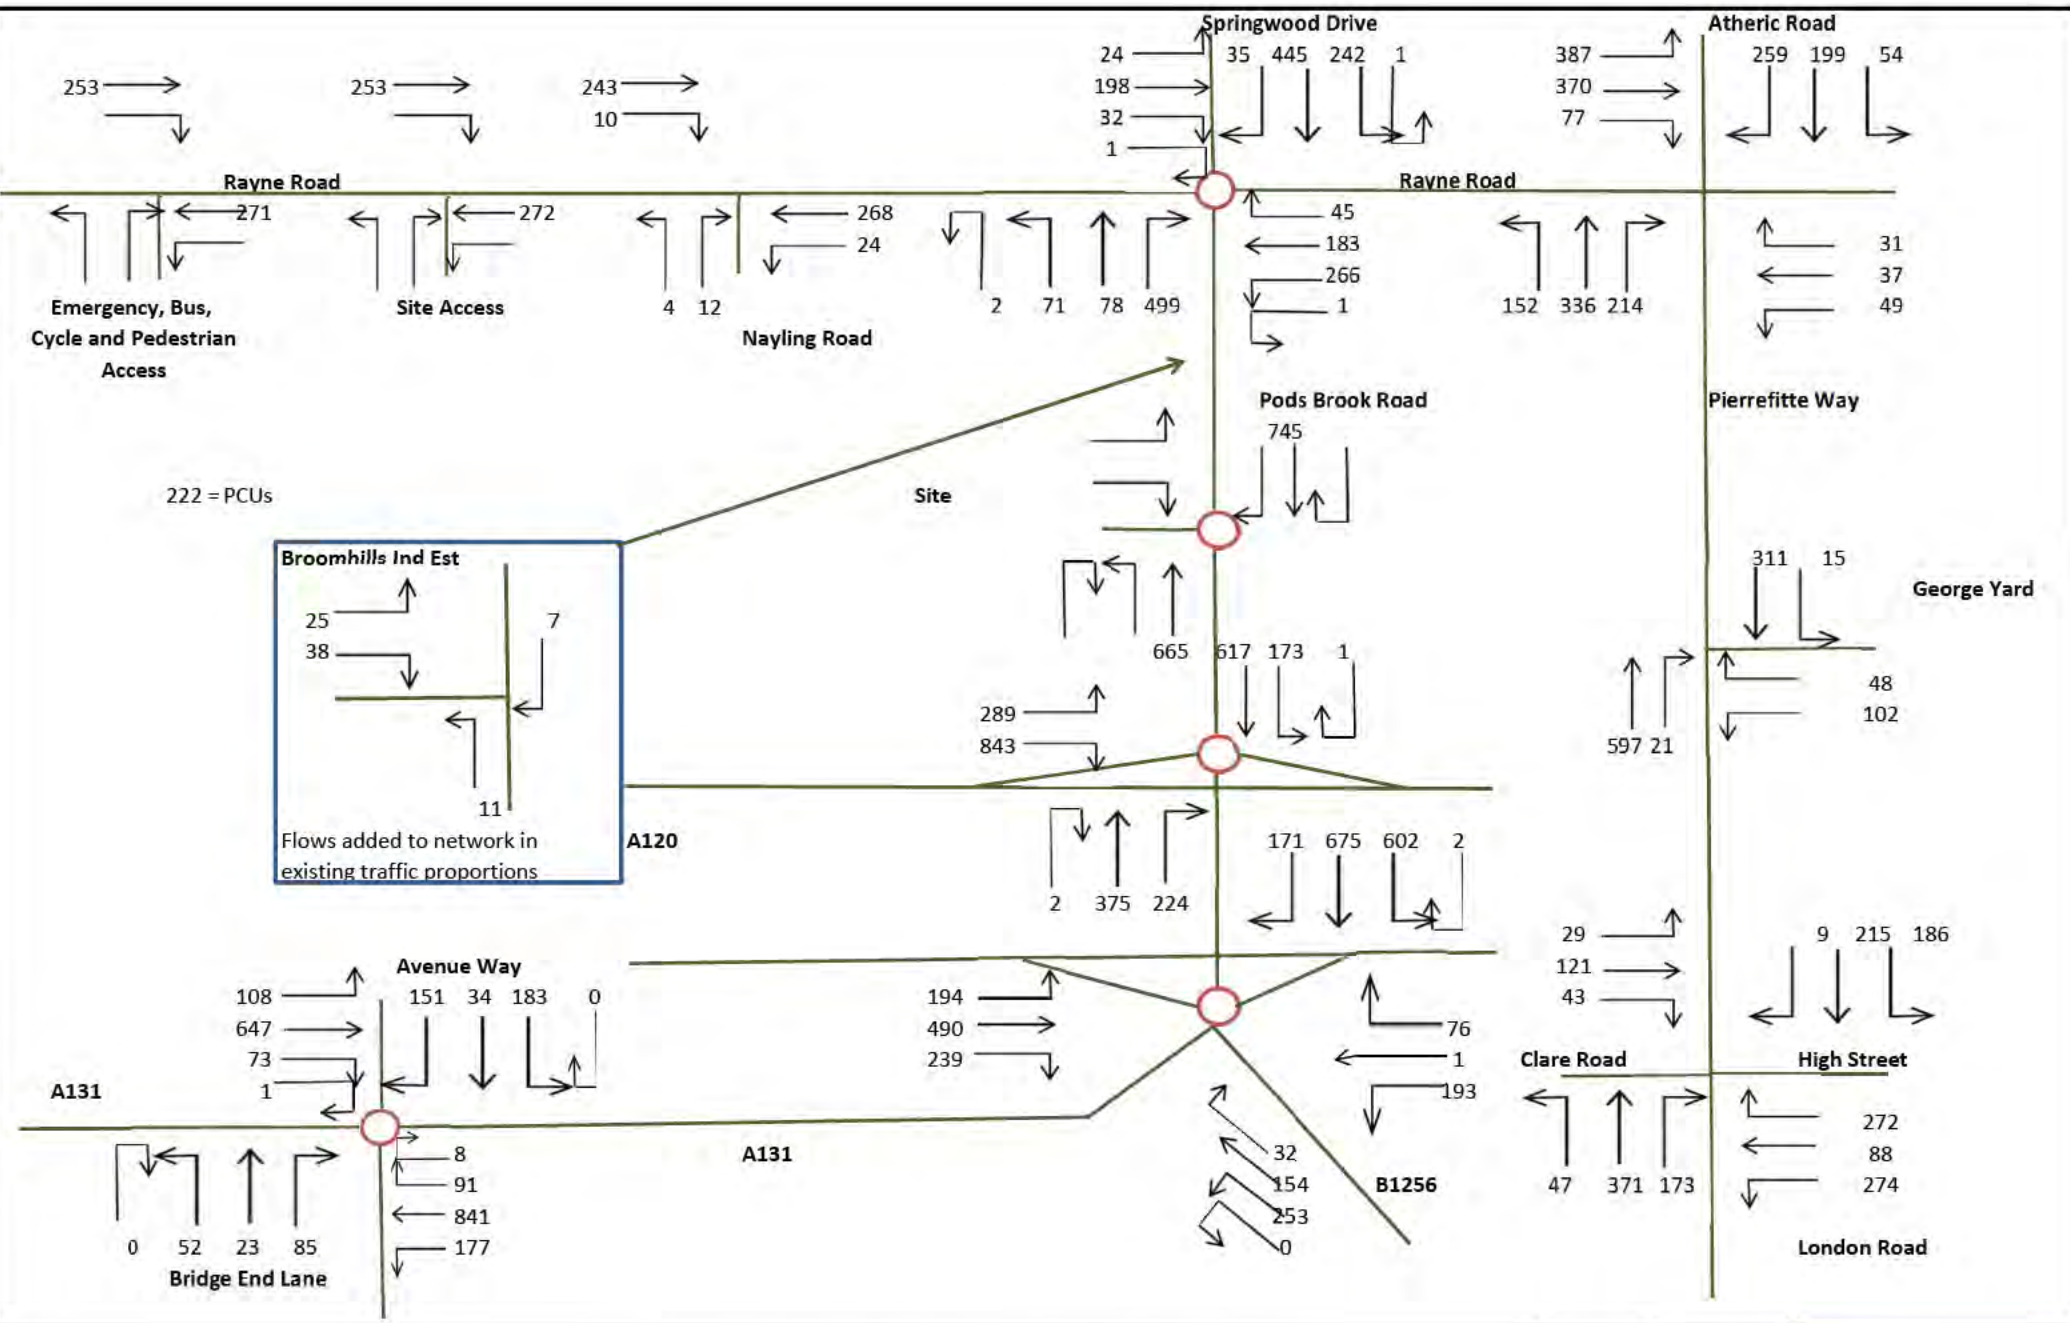 Springwood Drive
Atheric Road
24 35 445 242 1 387 259 199 54
253 253 243 198 370
10 32 77
1
Rayne Road Rayne Road
271 272 268 45 31
24 183 37
266
4 12 2 71 78 499 1 152 336 214 49
Emergency, Bus,
Cycle and Pedestrian
Access
Site Access
Nayling Road
Pods Brook Road
Pierrefitte Way
745
222 = PCUs
Site
Broomhills Ind Est
25 7
38
11
Flows added to network in
existing traffic proportions
311 15
George Yard
665 617 173 1
48
289 102
843 597 21
A120
171 675 602 2
2 375 224
29 9 215 186
121
43
Avenue Way
108 151 34 183 0 194
647 490 76
73 239 1
1 193
A131
Clare Road High Street
8 A131 32 272
91 154 B1256 88
841 253 47 371 173 274
0 52 23 85 177 0
London Road
Bridge End Lane